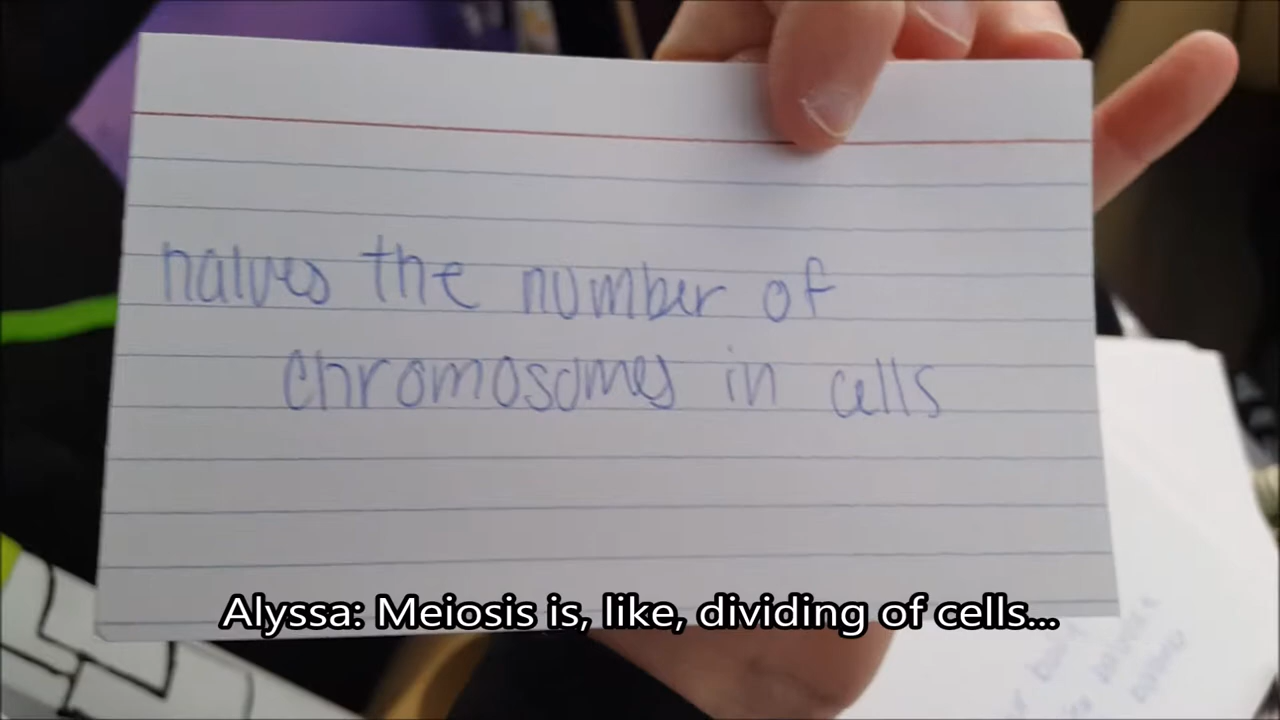 halves the number of
chromosomes in cells
Alyssa: Meiosis is, like, dividing of cells...